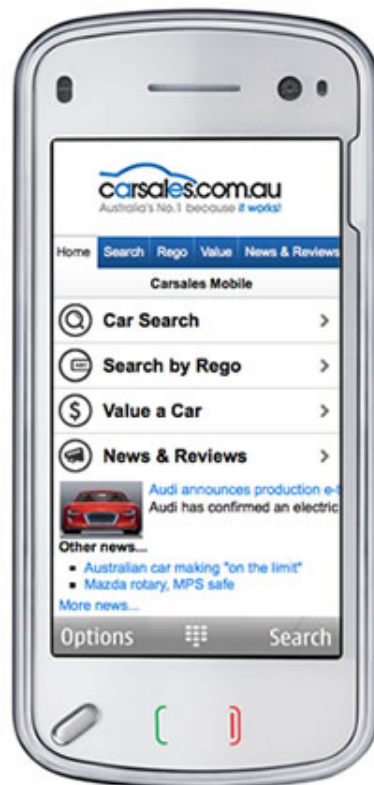 carsales.com.au
Australia's No.1 because it works!
Home Search Rego Value News & Reviews
Carsales Mobile
Car Search
Search by Rego
Value a Car
News & Reviews
Audi announces production e-t
Audi has confirmed an electric
Other news...
Australian car making "on the limit"
Mazda rotary, MPS safe
More news...
Options Search